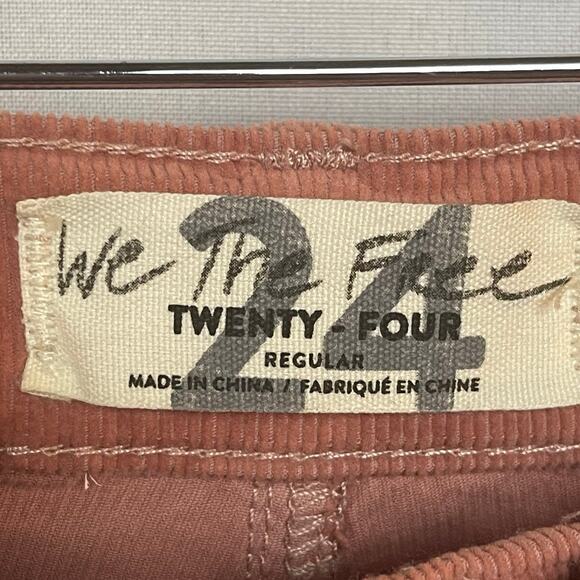 We The Free
24
TWENTY - FOUR
REGULAR
MADE IN CHINA / FABRIQUÉ EN CHINE